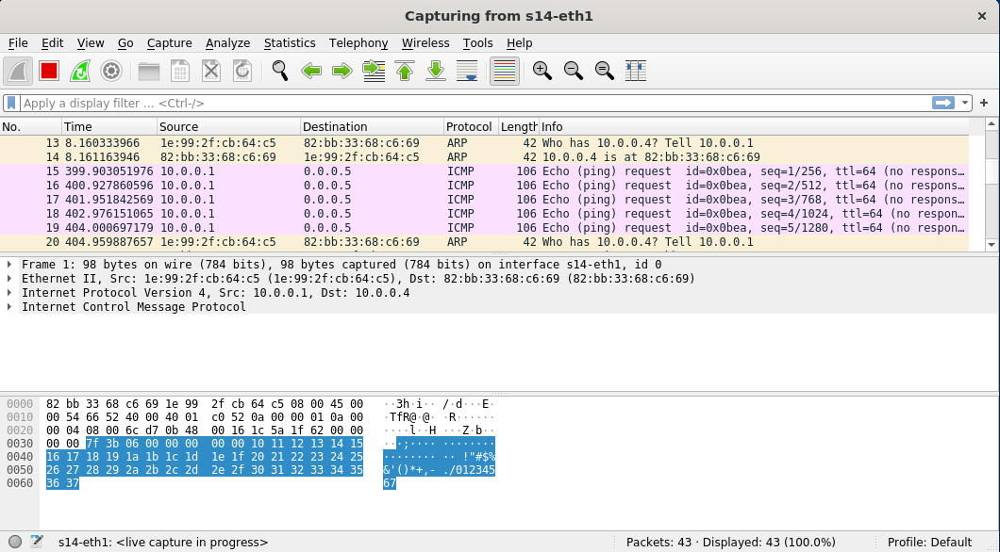 Capturing from s14-eth1
File Edit View Go Capture Analyze Statistics Telephony Wireless Tools Help
Apply a display filter ... <Ctrl-/>
No. Time Source Destination Protocol Length Info
13 8.160333966 1e:99:2f:cb:64:c5 82:bb:33:68:c6:69 ARP 42 Who has 10.0.0.4? Tell 10.0.0.1
14 8.161163946 82:bb:33:68:c6:69 1e:99:2f:cb:64:c5 ARP 42 10.0.0.4 is at 82:bb:33:68:c6:69
15 399.903051976 10.0.0.1 0.0.0.5 ICMP 106 Echo (ping) request id=0x0bea, seq=1/256, ttl=64 (no respons…
16 400.927860596 10.0.0.1 0.0.0.5 ICMP 106 Echo (ping) request id=0x0bea, seq=2/512, ttl=64 (no respons…
17 401.951842569 10.0.0.1 0.0.0.5 ICMP 106 Echo (ping) request id=0x0bea, seq=3/768, ttl=64 (no respons…
18 402.976151065 10.0.0.1 0.0.0.5 ICMP 106 Echo (ping) request id=0x0bea, seq=4/1024, ttl=64 (no respon…
19 404.000697179 10.0.0.1 0.0.0.5 ICMP 106 Echo (ping) request id=0x0bea, seq=5/1280, ttl=64 (no respon…
20 404.959887657 1e:99:2f:cb:64:c5 82:bb:33:68:c6:69 ARP 42 Who has 10.0.0.4? Tell 10.0.0.1
Frame 1: 98 bytes on wire (784 bits), 98 bytes captured (784 bits) on interface s14-eth1, id 0
Ethernet II, Src: 1e:99:2f:cb:64:c5 (1e:99:2f:cb:64:c5), Dst: 82:bb:33:68:c6:69 (82:bb:33:68:c6:69)
Internet Protocol Version 4, Src: 10.0.0.1, Dst: 10.0.0.4
Internet Control Message Protocol
0000 82 bb 33 68 c6 69 1e 99 2f cb 64 c5 08 00 45 00 ··3h·i·· /·d···E·
0010 00 54 66 52 40 00 40 01 c0 52 0a 00 00 01 0a 00 ·TfR@·@· ·R······
0020 00 04 08 00 6c d7 0b 48 00 16 1c 5a 1f 62 00 00 ····l··H ···Z·b··
0030 00 00 7f 3b 06 00 00 00 00 00 10 11 12 13 14 15 ···;···· ········
0040 16 17 18 19 1a 1b 1c 1d 1e 1f 20 21 22 23 24 25 ········ ·· !"#$%
0050 26 27 28 29 2a 2b 2c 2d 2e 2f 30 31 32 33 34 35 &'()*+,- ./012345
0060 36 37 67
s14-eth1: <live capture in progress> Packets: 43 · Displayed: 43 (100.0%) Profile: Default